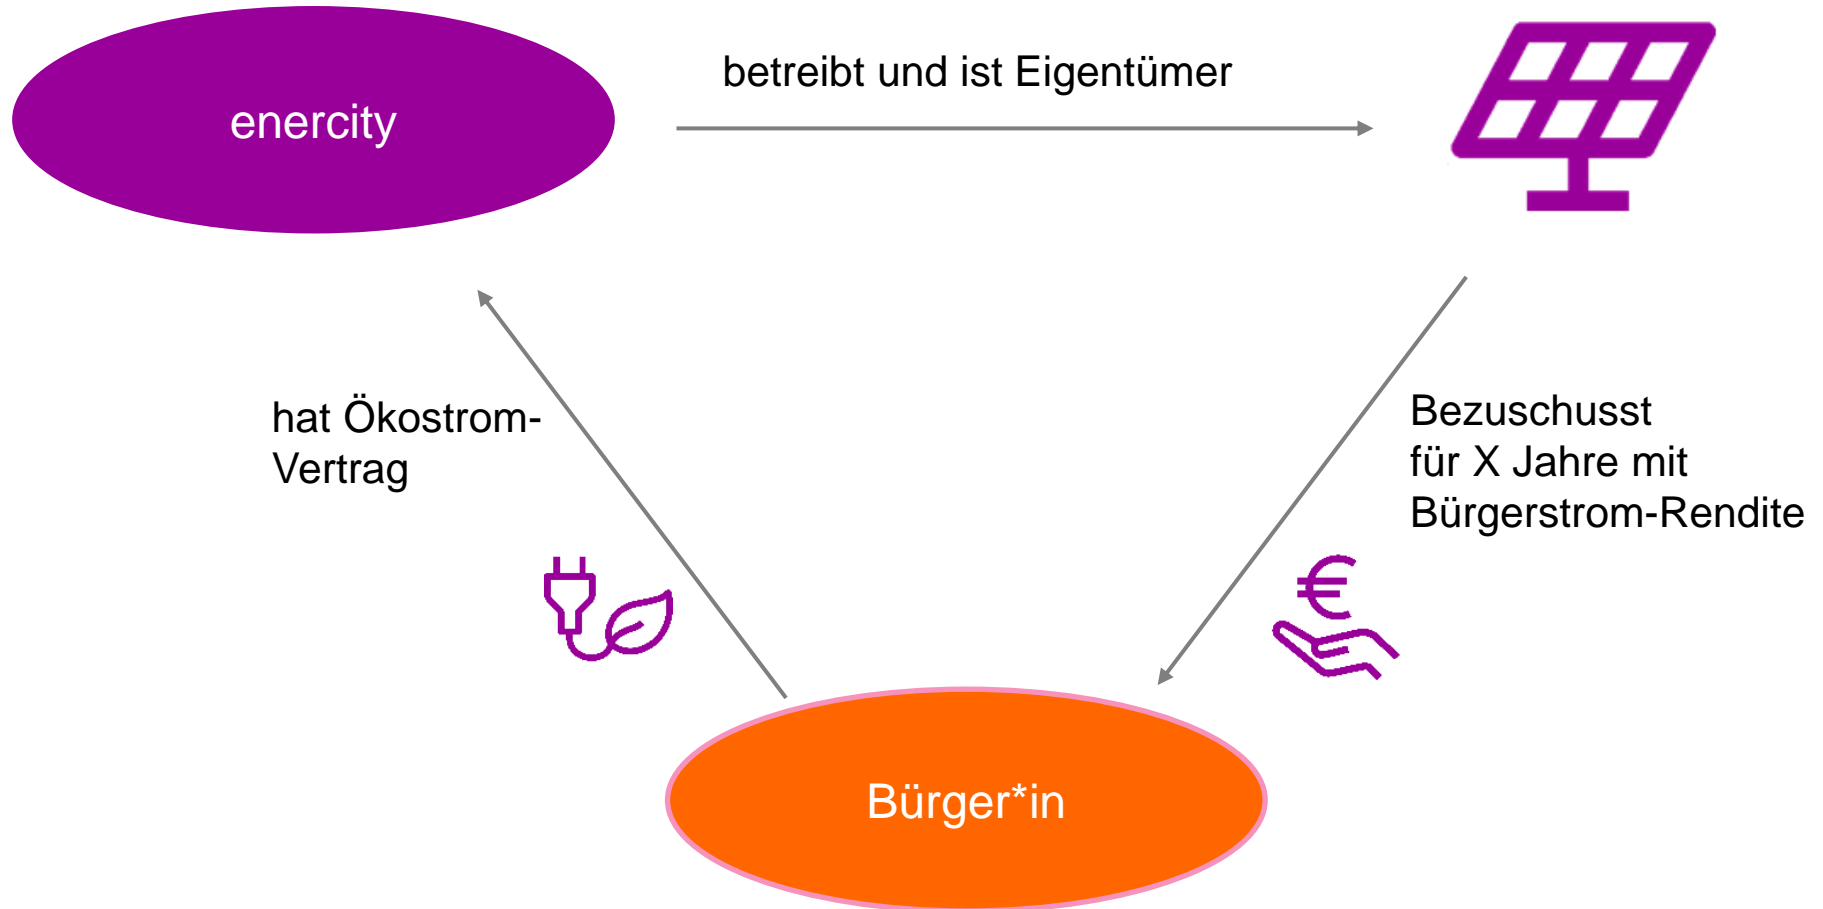 betreibt und ist Eigentümer
enercity
hat Ökostrom-
Vertrag
Bezuschusst
für X Jahre mit
Bürgerstrom-Rendite
Bürger*in